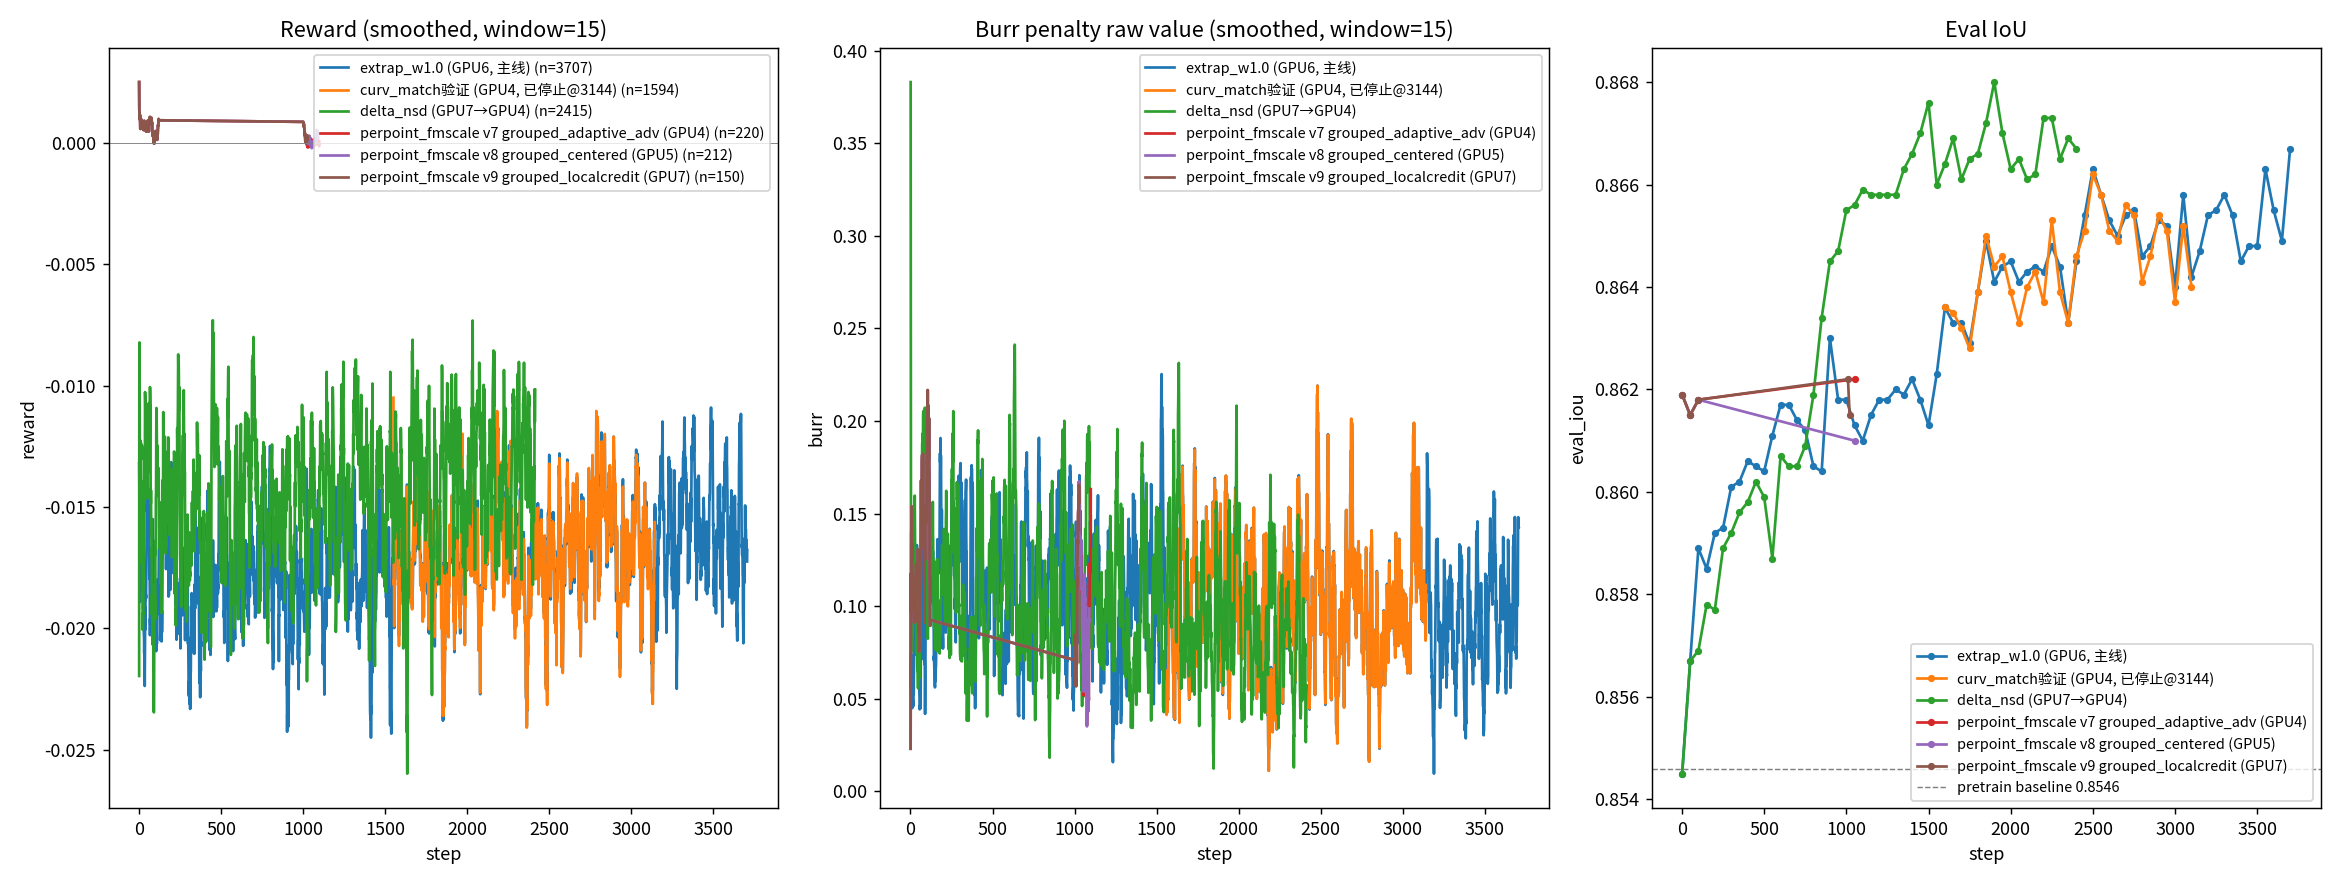 Reward (smoothed, window=15)
reward
0.000
-0.005
-0.010
-0.015
-0.020
-0.025
extrap_w1.0 (GPU6, 主线) (n=3707)
curv_match验证 (GPU4, 已停止@3144) (n=1594)
delta_nsd (GPU7→GPU4) (n=2415)
perpoint_fmscale v7 grouped_adaptive_adv (GPU4) (n=220)
perpoint_fmscale v8 grouped_centered (GPU5) (n=212)
perpoint_fmscale v9 grouped_localcredit (GPU7) (n=150)
0 500 1000 1500 2000 2500 3000 3500
step
Burr penalty raw value (smoothed, window=15)
burr
0.40
0.35
0.30
0.25
0.20
0.15
0.10
0.05
0.00
extrap_w1.0 (GPU6, 主线)
curv_match验证 (GPU4, 已停止@3144)
delta_nsd (GPU7→GPU4)
perpoint_fmscale v7 grouped_adaptive_adv (GPU4)
perpoint_fmscale v8 grouped_centered (GPU5)
perpoint_fmscale v9 grouped_localcredit (GPU7)
0 500 1000 1500 2000 2500 3000 3500
step
Eval IoU
eval_iou
0.868
0.866
0.864
0.862
0.860
0.858
0.856
0.854
extrap_w1.0 (GPU6, 主线)
curv_match验证 (GPU4, 已停止@3144)
delta_nsd (GPU7→GPU4)
perpoint_fmscale v7 grouped_adaptive_adv (GPU4)
perpoint_fmscale v8 grouped_centered (GPU5)
perpoint_fmscale v9 grouped_localcredit (GPU7)
pretrain baseline 0.8546
0 500 1000 1500 2000 2500 3000 3500
step